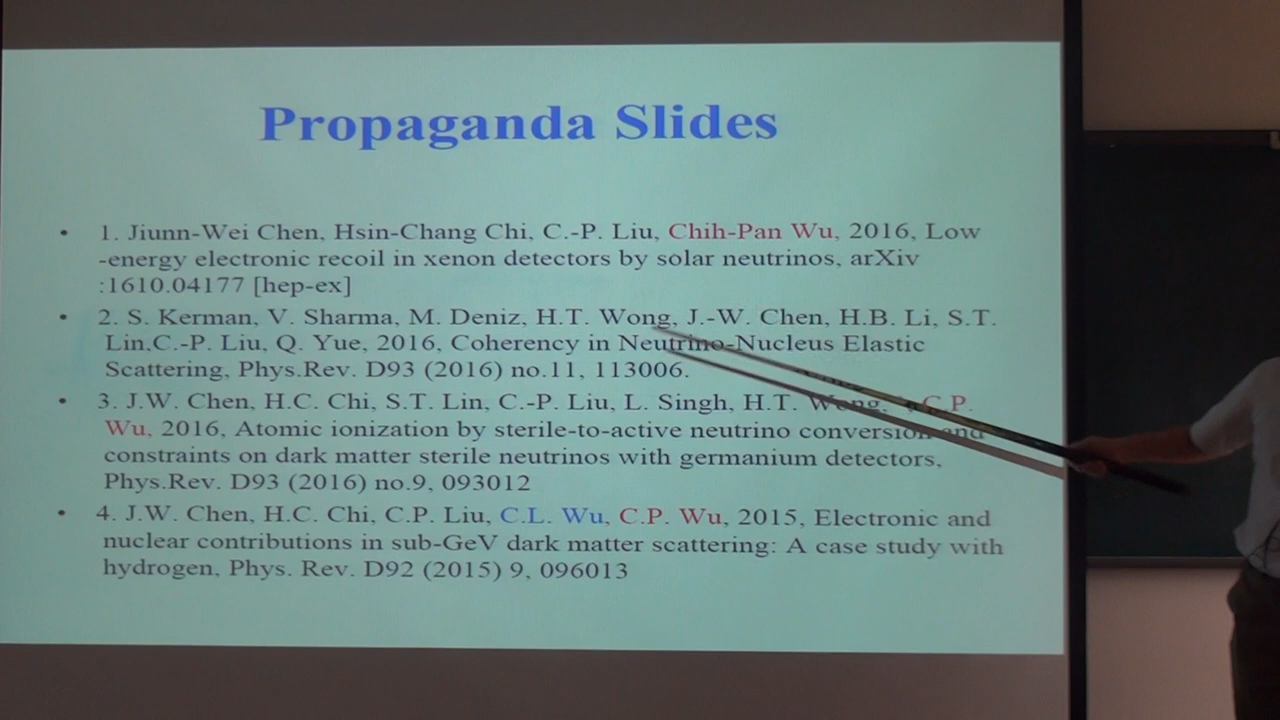 Propaganda Slides
• 1. Jiunn-Wei Chen, Hsin-Chang Chi, C.-P. Liu, Chih-Pan Wu, 2016, Low
-energy electronic recoil in xenon detectors by solar neutrinos, arXiv
:1610.04177 [hep-ex]
• 2. S. Kerman, V. Sharma, M. Deniz, H.T. Wong, J.-W. Chen, H.B. Li, S.T.
Lin,C.-P. Liu, Q. Yue, 2016, Coherency in Neutrino-Nucleus Elastic
Scattering, Phys.Rev. D93 (2016) no.11, 113006.
• 3. J.W. Chen, H.C. Chi, S.T. Lin, C.-P. Liu, L. Singh, H.T. Wong, C.P.
Wu, 2016, Atomic ionization by sterile-to-active neutrino conversion and
constraints on dark matter sterile neutrinos with germanium detectors,
Phys.Rev. D93 (2016) no.9, 093012
• 4. J.W. Chen, H.C. Chi, C.P. Liu, C.L. Wu, C.P. Wu, 2015, Electronic and
nuclear contributions in sub-GeV dark matter scattering: A case study with
hydrogen, Phys. Rev. D92 (2015) 9, 096013